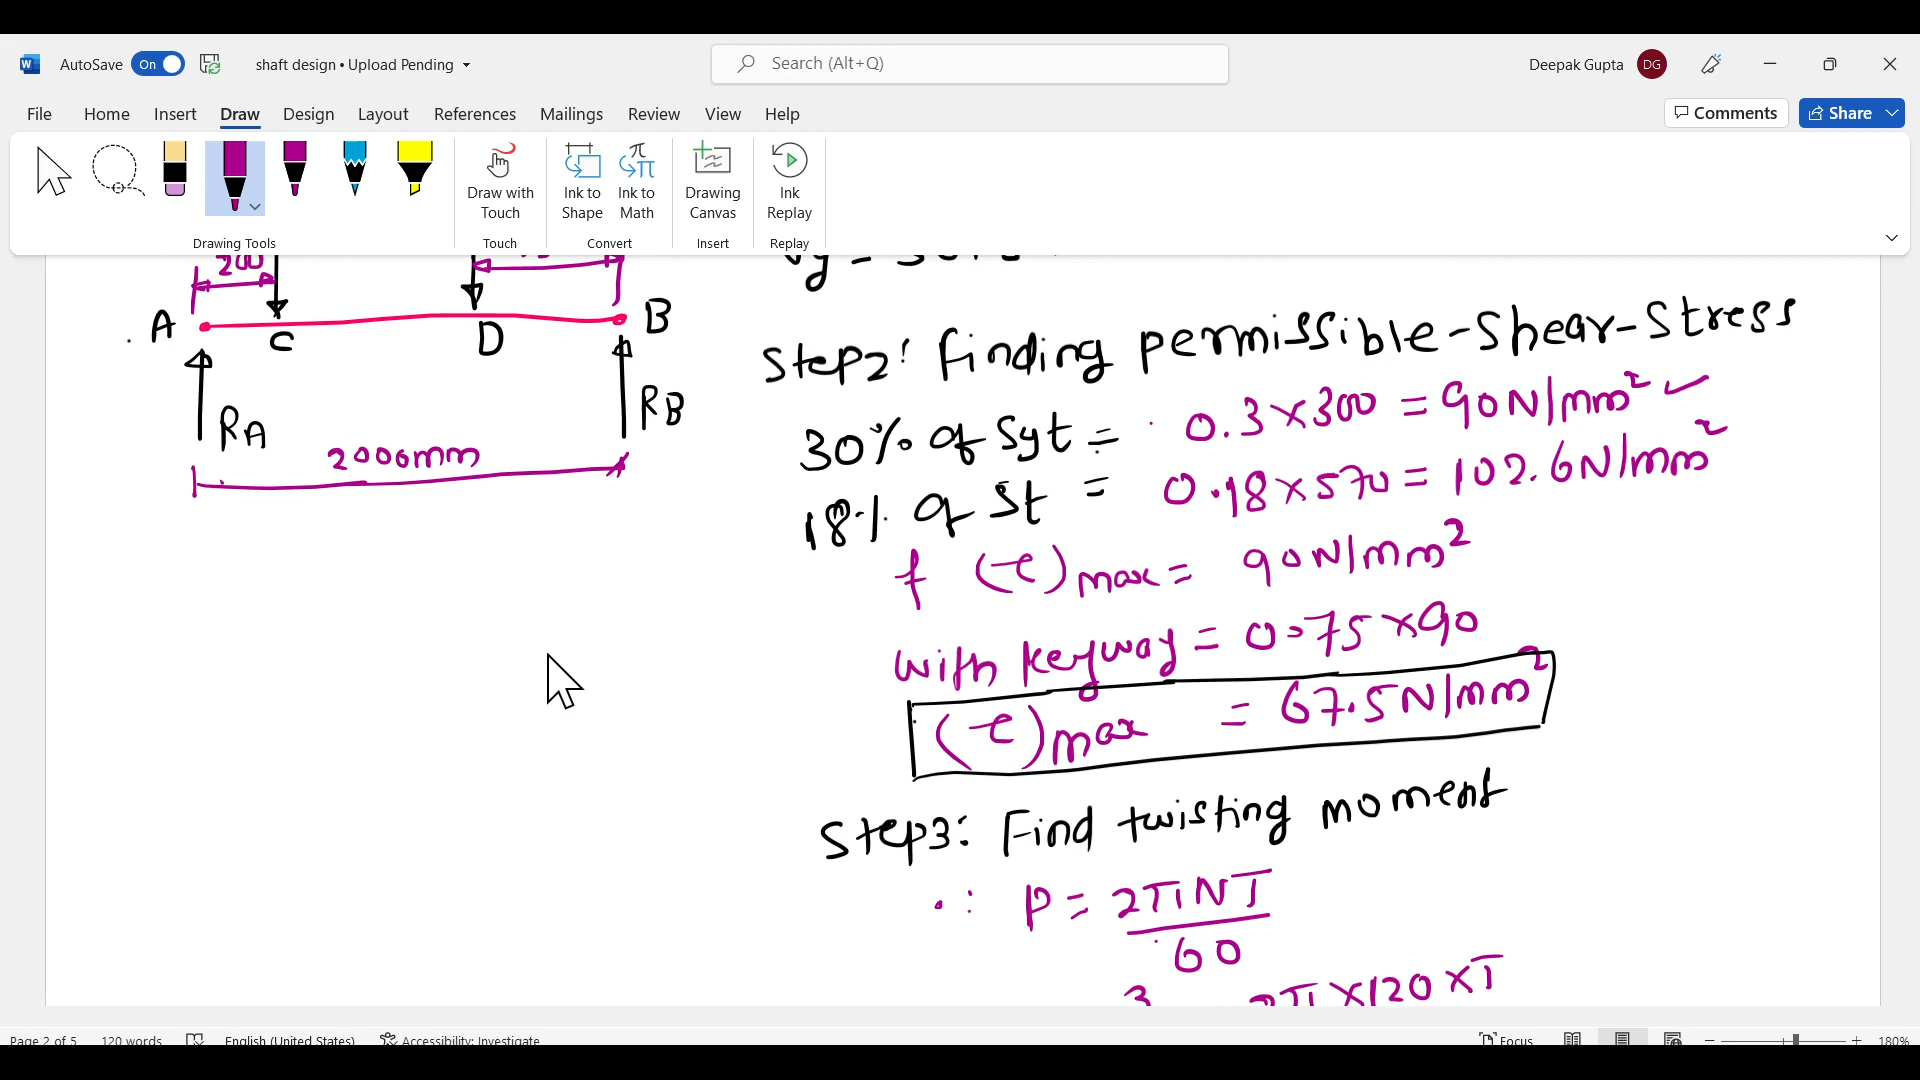 AutoSave On shaft design • Upload Pending Search (Alt+Q) Deepak Gupta DG
File Home Insert Draw Design Layout References Mailings Review View Help Comments Share
Draw with Touch
Ink to Shape
Ink to Math
Drawing Canvas
Ink Replay
Drawing Tools Touch Convert Insert Replay
200
A C D B
RA RB
2000mm
Step2: Finding permissible-Shear-Stress
30% of Syt = 0.3×300 = 90N/mm² ✓
18% of St = 0.18×570 = 102.6N/mm²
f (τ)max = 90N/mm²
with keyway = 0.75×90
(τ)max = 67.5N/mm²
Step3: Find twisting moment
∴ P = 2πNT
60
3 2π×120×T
Page 2 of 5 120 words English (United States) Accessibility: Investigate Focus 180%